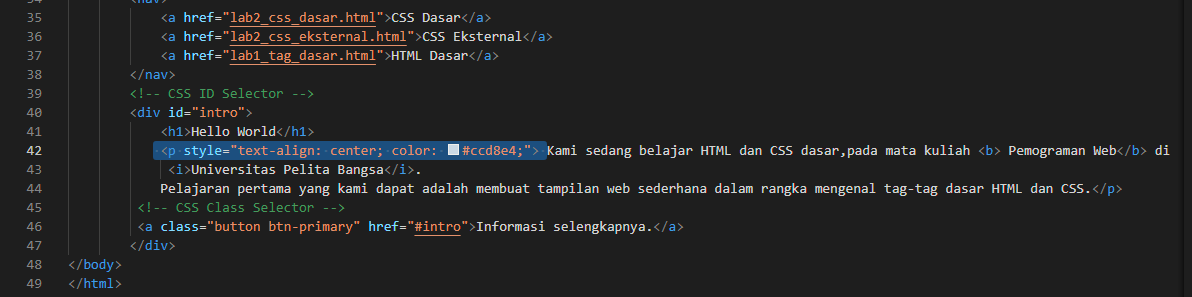 34 <nav>
35 <a href="lab2_css_dasar.html">CSS Dasar</a>
36 <a href="lab2_css_eksternal.html">CSS Eksternal</a>
37 <a href="lab1_tag_dasar.html">HTML Dasar</a>
38 </nav>
39 <!-- CSS ID Selector -->
40 <div id="intro">
41 <h1>Hello World</h1>
42 <p style="text-align: center; color: #ccd8e4;"> Kami sedang belajar HTML dan CSS dasar,pada mata kuliah <b> Pemograman Web</b> di
43 <i>Universitas Pelita Bangsa</i>.
44 Pelajaran pertama yang kami dapat adalah membuat tampilan web sederhana dalam rangka mengenal tag-tag dasar HTML dan CSS.</p>
45 <!-- CSS Class Selector -->
46 <a class="button btn-primary" href="#intro">Informasi selengkapnya.</a>
47 </div>
48 </body>
49 </html>